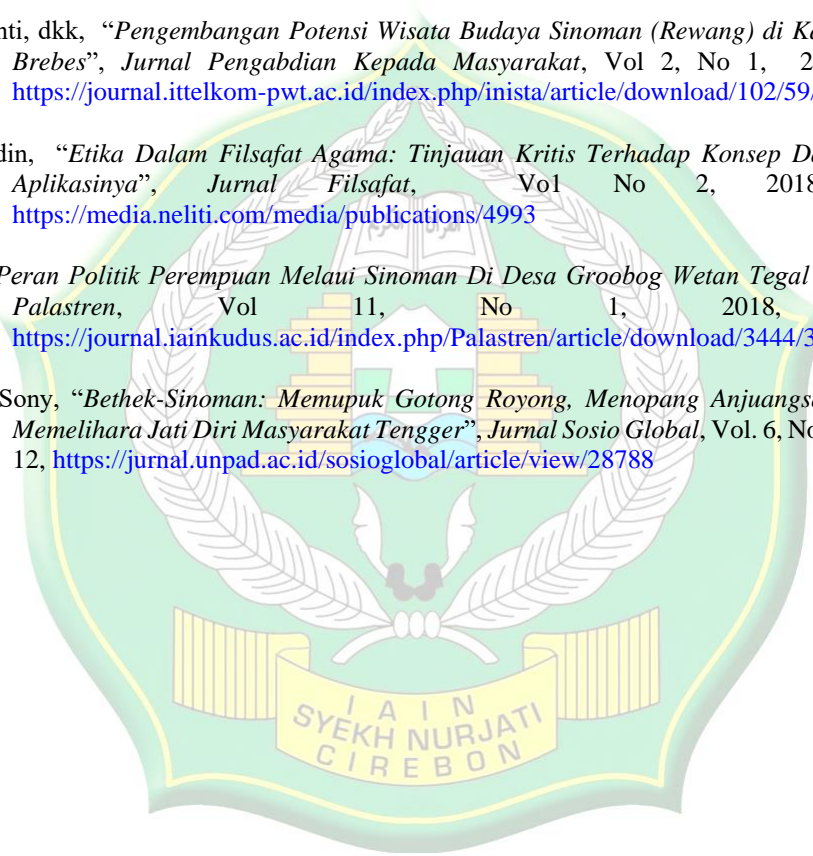 nti, dkk, “Pengembangan Potensi Wisata Budaya Sinoman (Rewang) di Ka
Brebes”, Jurnal Pengabdian Kepada Masyarakat, Vol 2, No 1, 2
https://journal.ittelkom-pwt.ac.id/index.php/inista/article/download/102/59/
din, “Etika Dalam Filsafat Agama: Tinjauan Kritis Terhadap Konsep Da
Aplikasinya”, Jurnal Filsafat, Vo1 No 2, 2018
https://media.neliti.com/media/publications/4993
Peran Politik Perempuan Melaui Sinoman Di Desa Groobog Wetan Tegal
Palastren, Vol 11, No 1, 2018,
https://journal.iainkudus.ac.id/index.php/Palastren/article/download/3444/3
Sony, “Bethek-Sinoman: Memupuk Gotong Royong, Menopang Anjuangsa
Memelihara Jati Diri Masyarakat Tengger”, Jurnal Sosio Global, Vol. 6, No
12, https://jurnal.unpad.ac.id/sosioglobal/article/view/28788
I A I N
SYEKH NURJATI
CIREBON